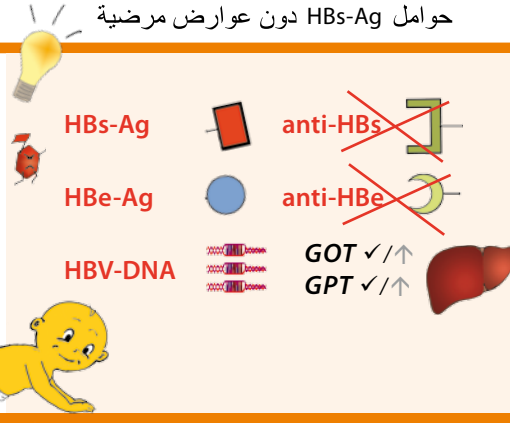 حوامل HBs-Ag دون عوارض مرضية
HBs-Ag anti-HBs
HBe-Ag anti-HBe
HBV-DNA GOT ✓/↑
GPT ✓/↑